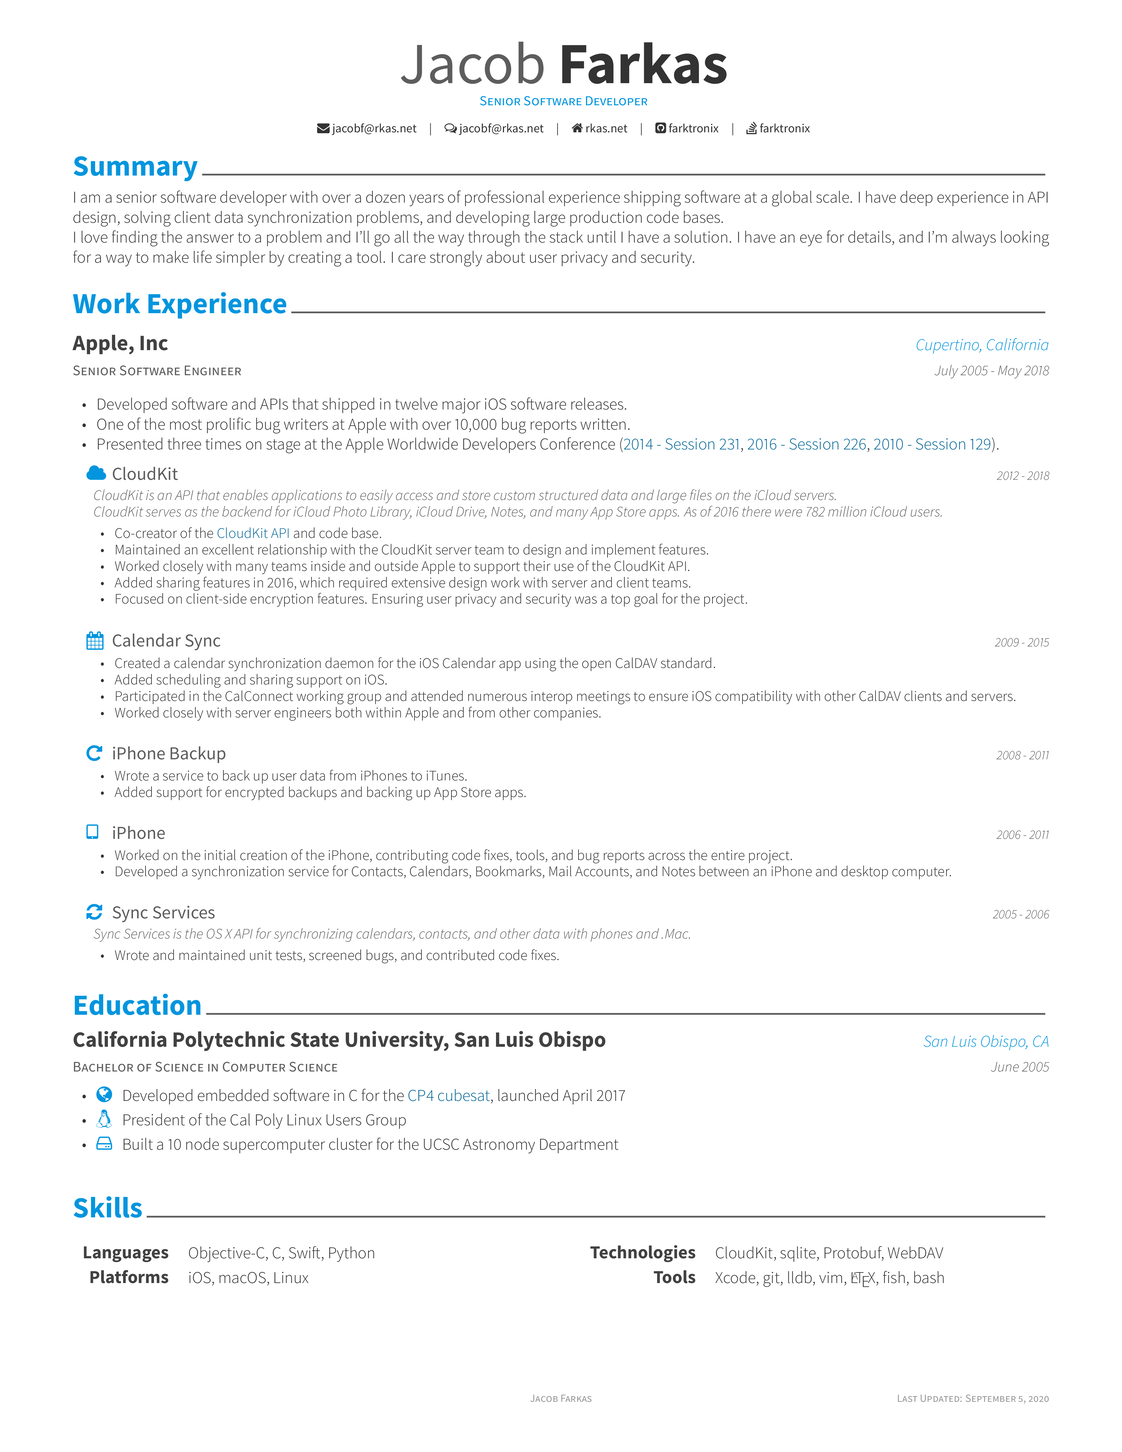 Jacob Farkas
Senior Software Developer
jacobf@rkas.net | jacobf@rkas.net | rkas.net | farktronix | farktronix
Summary
I am a senior software developer with over a dozen years of professional experience shipping software at a global scale. I have deep experience in API
design, solving client data synchronization problems, and developing large production code bases.
I love finding the answer to a problem and I'll go all the way through the stack until I have a solution. I have an eye for details, and I'm always looking
for a way to make life simpler by creating a tool. I care strongly about user privacy and security.
Work Experience
Apple, Inc Cupertino, California
Senior Software Engineer July 2005 - May 2018
• Developed software and APIs that shipped in twelve major iOS software releases.
• One of the most prolific bug writers at Apple with over 10,000 bug reports written.
• Presented three times on stage at the Apple Worldwide Developers Conference (2014 - Session 231, 2016 - Session 226, 2010 - Session 129).
CloudKit 2012 - 2018
CloudKit is an API that enables applications to easily access and store custom structured data and large files on the iCloud servers.
CloudKit serves as the backend for iCloud Photo Library, iCloud Drive, Notes, and many App Store apps. As of 2016 there were 782 million iCloud users.
• Co-creator of the CloudKit API and code base.
• Maintained an excellent relationship with the CloudKit server team to design and implement features.
• Worked closely with many teams inside and outside Apple to support their use of the CloudKit API.
• Added sharing features in 2016, which required extensive design work with server and client teams.
• Focused on client-side encryption features. Ensuring user privacy and security was a top goal for the project.
Calendar Sync 2009 - 2015
• Created a calendar synchronization daemon for the iOS Calendar app using the open CalDAV standard.
• Added scheduling and sharing support on iOS.
• Participated in the CalConnect working group and attended numerous interop meetings to ensure iOS compatibility with other CalDAV clients and servers.
• Worked closely with server engineers both within Apple and from other companies.
iPhone Backup 2008 - 2011
• Wrote a service to back up user data from iPhones to iTunes.
• Added support for encrypted backups and backing up App Store apps.
iPhone 2006 - 2011
• Worked on the initial creation of the iPhone, contributing code fixes, tools, and bug reports across the entire project.
• Developed a synchronization service for Contacts, Calendars, Bookmarks, Mail Accounts, and Notes between an iPhone and desktop computer.
Sync Services 2005 - 2006
Sync Services is the OS X API for synchronizing calendars, contacts, and other data with phones and .Mac.
• Wrote and maintained unit tests, screened bugs, and contributed code fixes.
Education
California Polytechnic State University, San Luis Obispo San Luis Obispo, CA
Bachelor of Science in Computer Science June 2005
• Developed embedded software in C for the CP4 cubesat, launched April 2017
• President of the Cal Poly Linux Users Group
• Built a 10 node supercomputer cluster for the UCSC Astronomy Department
Skills
Languages Objective-C, C, Swift, Python Technologies CloudKit, sqlite, Protobuf, WebDAV
Platforms iOS, macOS, Linux Tools Xcode, git, lldb, vim, LATEX, fish, bash
Jacob Farkas Last Updated: September 5, 2020